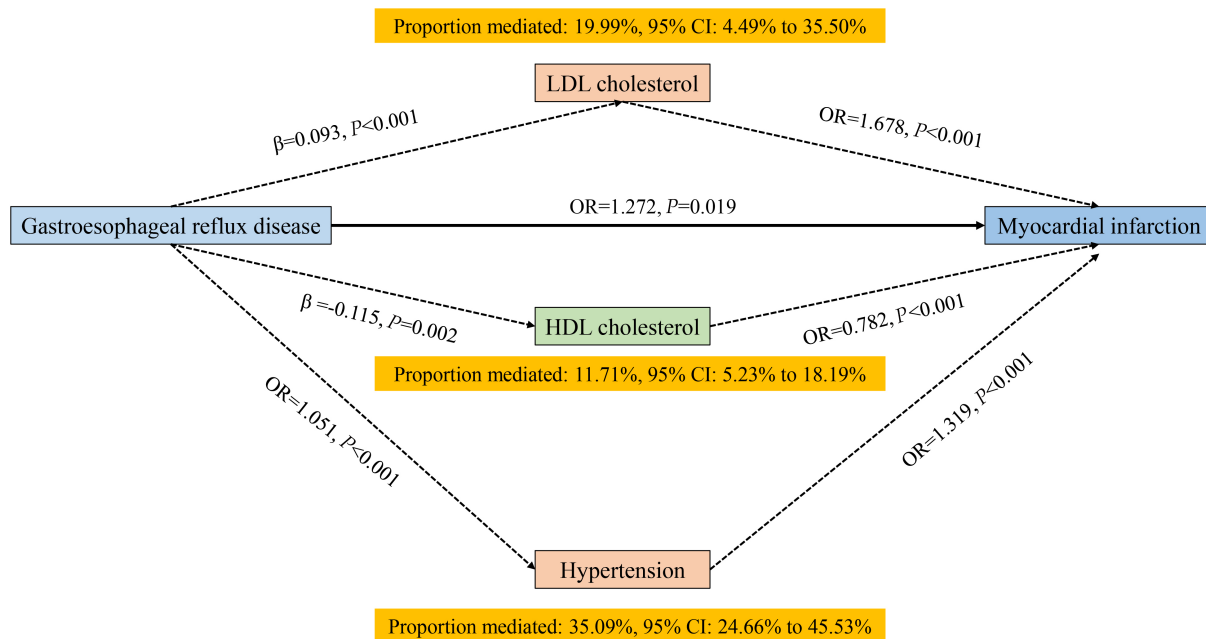 Proportion mediated: 19.99%, 95% CI: 4.49% to 35.50%
LDL cholesterol
β=0.093, P<0.001
OR=1.678, P<0.001
OR=1.272, P=0.019
Gastroesophageal reflux disease
Myocardial infarction
β =-0.115, P=0.002
HDL cholesterol
OR=0.782, P<0.001
Proportion mediated: 11.71%, 95% CI: 5.23% to 18.19%
OR=1.051, P<0.001
OR=1.319, P<0.001
Hypertension
Proportion mediated: 35.09%, 95% CI: 24.66% to 45.53%